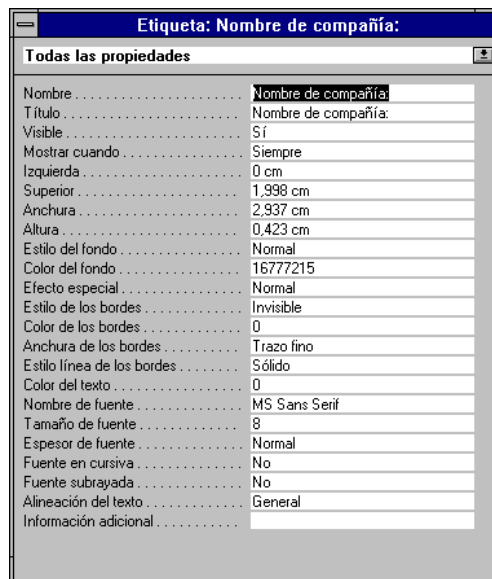 Etiqueta: Nombre de compañía:
Todas las propiedades
Nombre . . . . . . . . . . . . . . . . . . . . . . Nombre de compañía:
Título . . . . . . . . . . . . . . . . . . . . . . . Nombre de compañía:
Visible . . . . . . . . . . . . . . . . . . . . . . Sí
Mostrar cuando . . . . . . . . . . . . . . . Siempre
Izquierda . . . . . . . . . . . . . . . . . . . . 0 cm
Superior . . . . . . . . . . . . . . . . . . . . . 1,998 cm
Anchura . . . . . . . . . . . . . . . . . . . . . 2,937 cm
Altura . . . . . . . . . . . . . . . . . . . . . . . 0,423 cm
Estilo del fondo . . . . . . . . . . . . . . . Normal
Color del fondo . . . . . . . . . . . . . . . 16777215
Efecto especial . . . . . . . . . . . . . . . Normal
Estilo de los bordes . . . . . . . . . . . . Invisible
Color de los bordes . . . . . . . . . . . . 0
Anchura de los bordes . . . . . . . . . . Trazo fino
Estilo línea de los bordes . . . . . . . . Sólido
Color del texto . . . . . . . . . . . . . . . . 0
Nombre de fuente . . . . . . . . . . . . . MS Sans Serif
Tamaño de fuente . . . . . . . . . . . . . 8
Espesor de fuente . . . . . . . . . . . . . Normal
Fuente en cursiva . . . . . . . . . . . . . No
Fuente subrayada . . . . . . . . . . . . . No
Alineación del texto . . . . . . . . . . . . General
Información adicional . . . . . . . . . . .